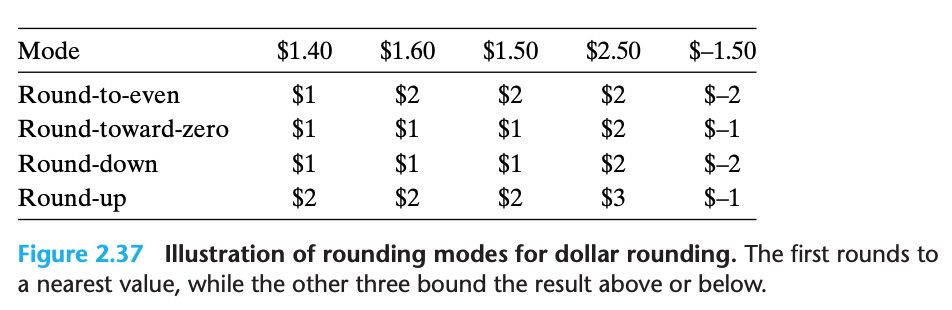 Mode $1.40 $1.60 $1.50 $2.50 $–1.50
Round-to-even $1 $2 $2 $2 $–2
Round-toward-zero $1 $1 $1 $2 $–1
Round-down $1 $1 $1 $2 $–2
Round-up $2 $2 $2 $3 $–1
Figure 2.37 Illustration of rounding modes for dollar rounding. The first rounds to
a nearest value, while the other three bound the result above or below.